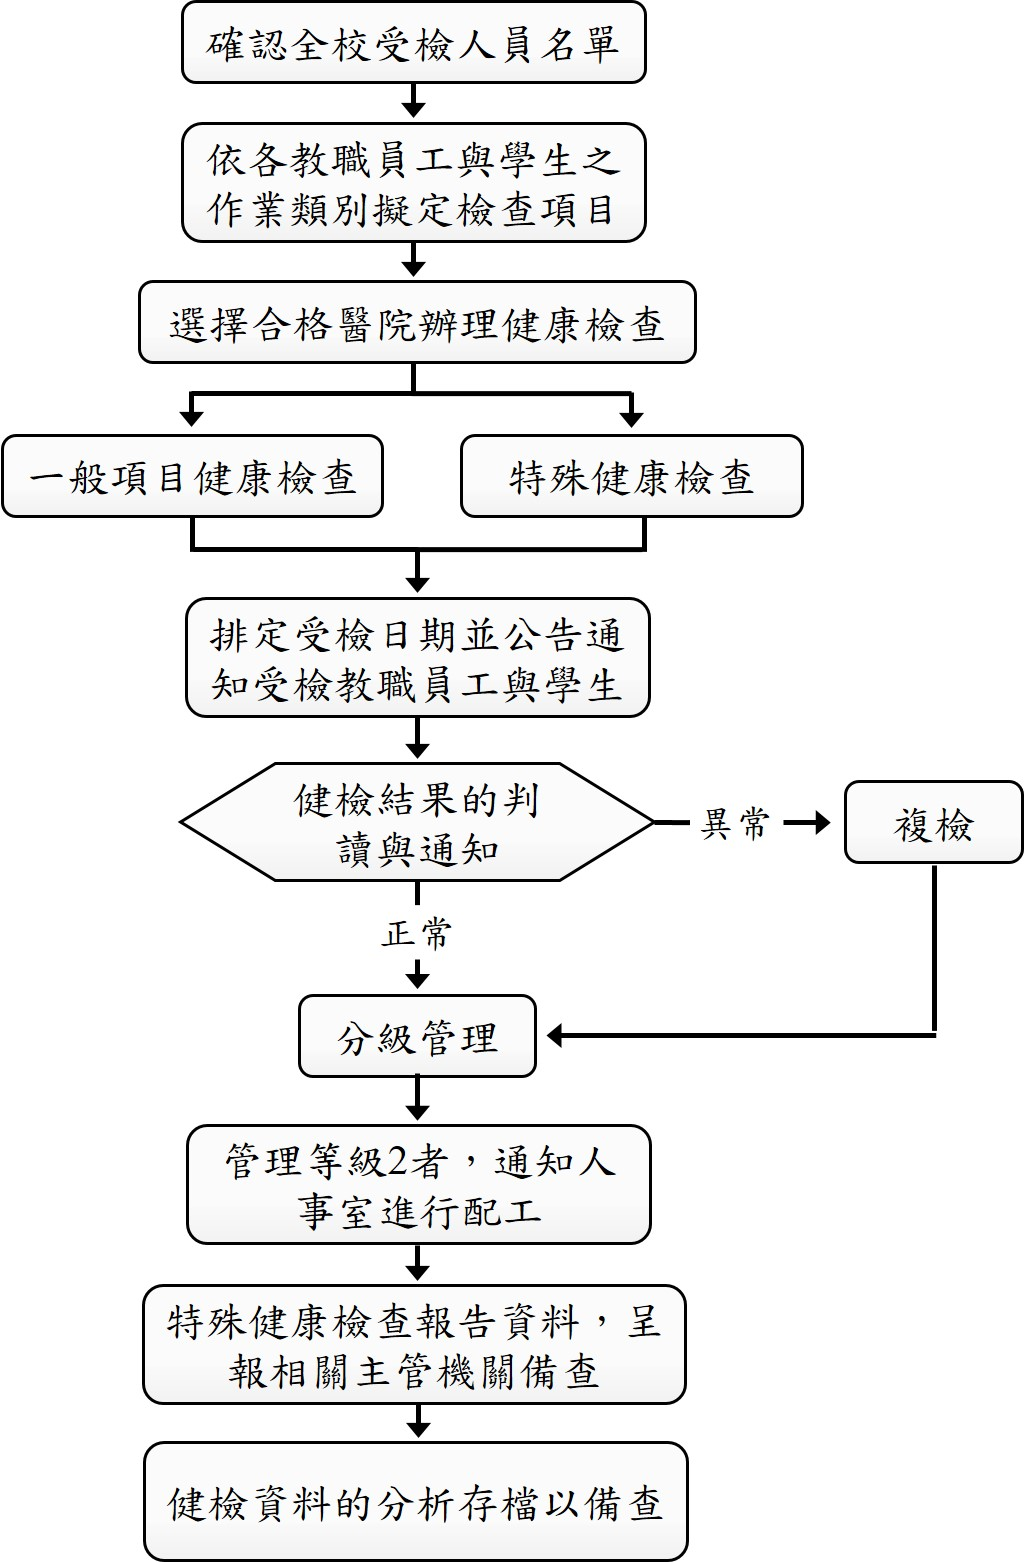 確認全校受檢人員名單
依各教職員工與學生之
作業類別擬定檢查項目
選擇合格醫院辦理健康檢查
一般項目健康檢查
特殊健康檢查
排定受檢日期並公告通
知受檢教職員工與學生
健檢結果的判
讀與通知
異常
複檢
正常
分級管理
管理等級2者，通知人
事室進行配工
特殊健康檢查報告資料，呈
報相關主管機關備查
健檢資料的分析存檔以備查